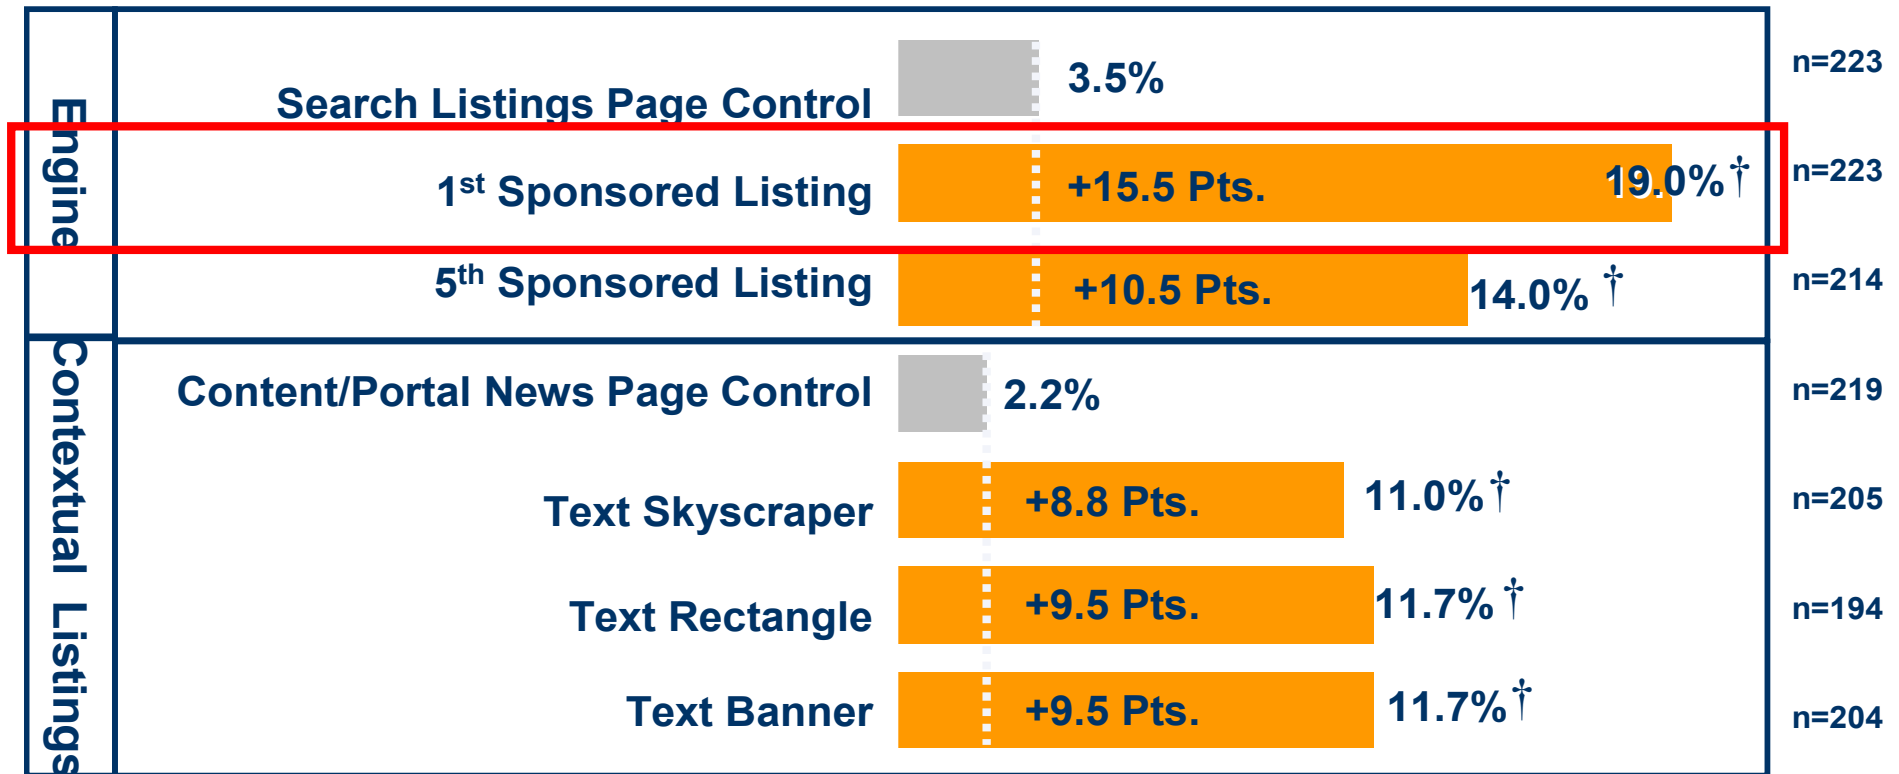 Engine
Search Listings Page Control 3.5% n=223
1st Sponsored Listing +15.5 Pts. 19.0%† n=223
5th Sponsored Listing +10.5 Pts. 14.0% † n=214
Contextual Listings
Content/Portal News Page Control 2.2% n=219
Text Skyscraper +8.8 Pts. 11.0%† n=205
Text Rectangle +9.5 Pts. 11.7%† n=194
Text Banner +9.5 Pts. 11.7%† n=204